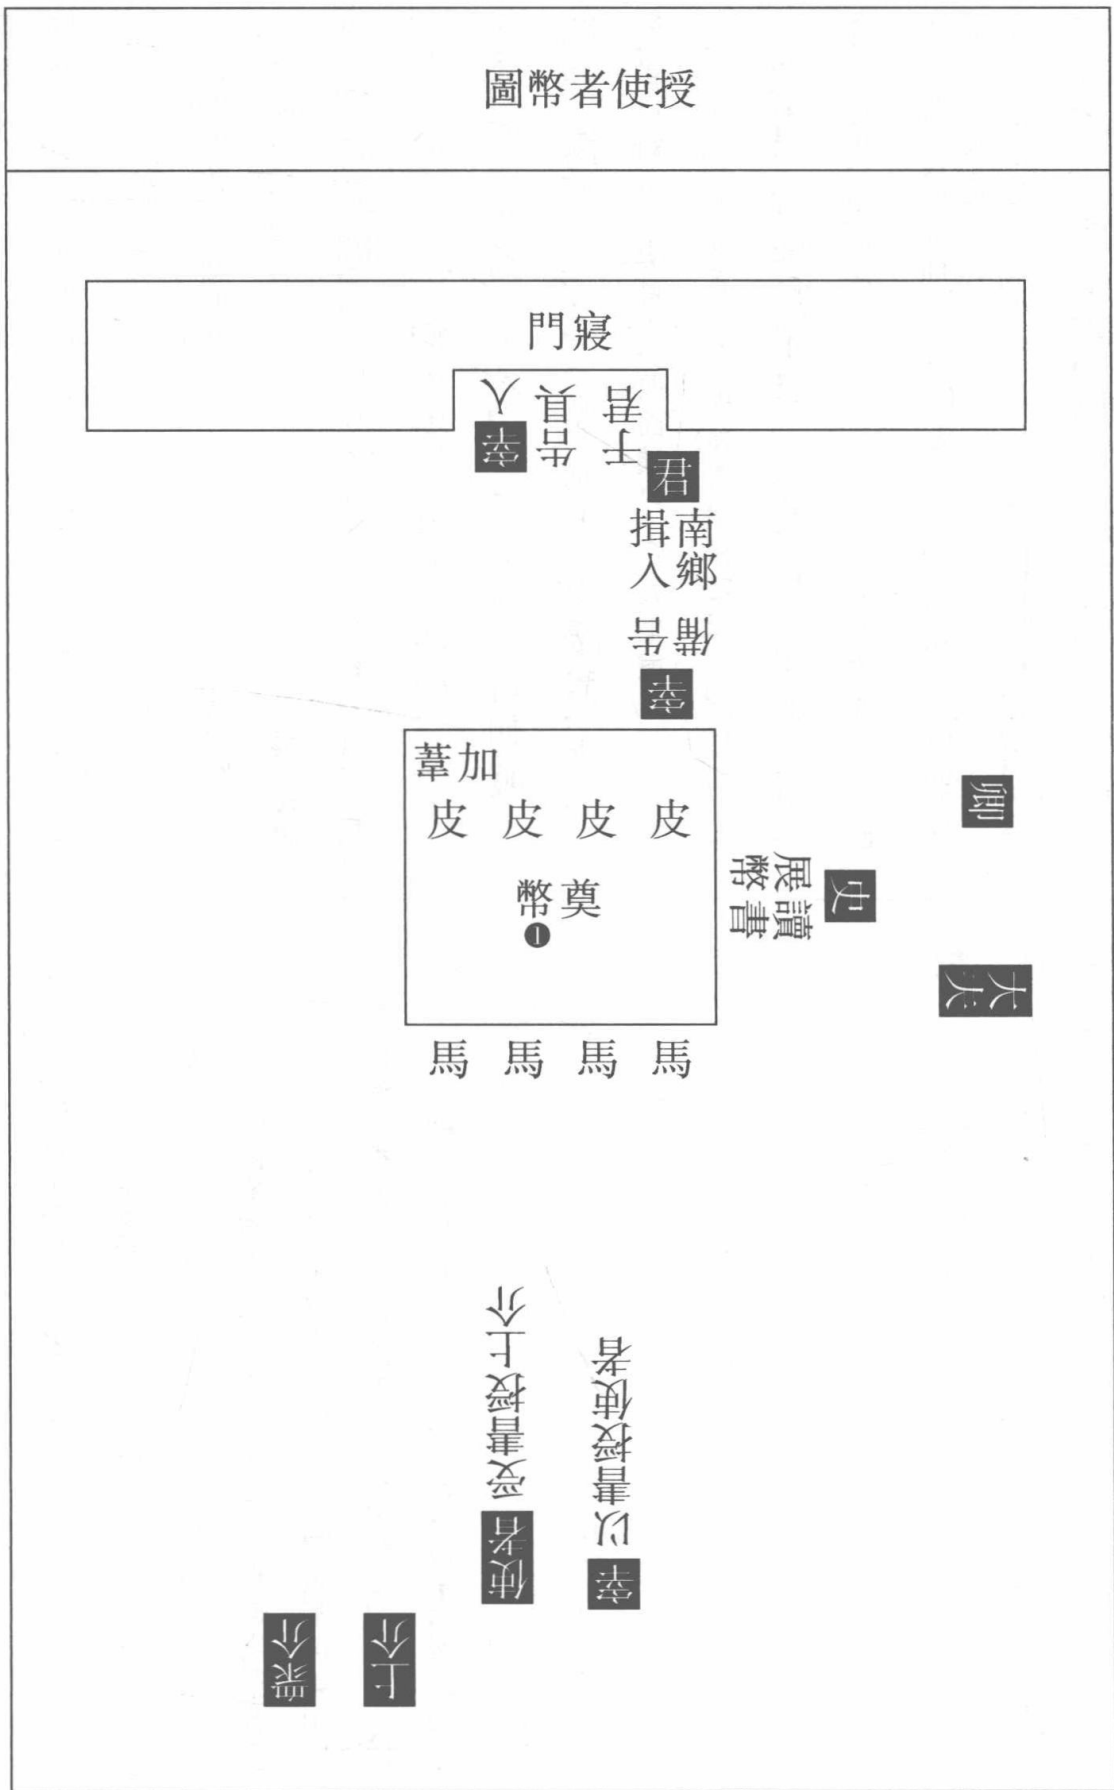 授使者幣圖
寢門
宰入
告具
于君
君
南鄉
揖入
告備
宰
加葦
皮 皮 皮 皮
奠幣
❶
馬 馬 馬 馬
史
讀書
展幣
卿
大夫
宰以書授使者
使者受書授上介
上介
眾介